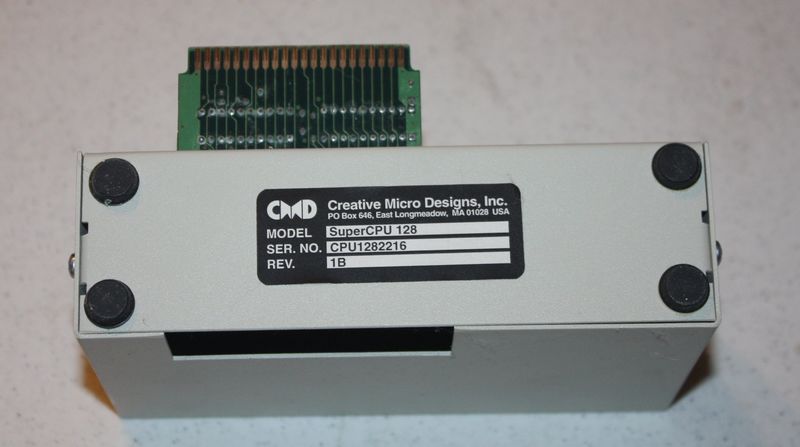 CMD Creative Micro Designs, Inc.
PO Box 646, East Longmeadow, MA 01028 USA
MODEL SuperCPU 128
SER. NO. CPU1282216
REV. 1B